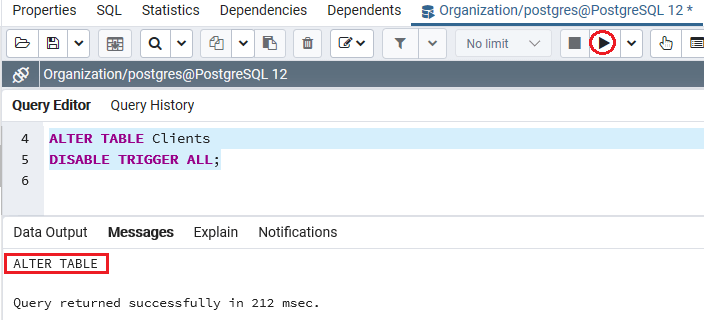 Properties SQL Statistics Dependencies Dependents Organization/postgres@PostgreSQL 12 *
No limit
Organization/postgres@PostgreSQL 12
Query Editor Query History
4 ALTER TABLE Clients
5 DISABLE TRIGGER ALL;
6
Data Output Messages Explain Notifications
ALTER TABLE
Query returned successfully in 212 msec.